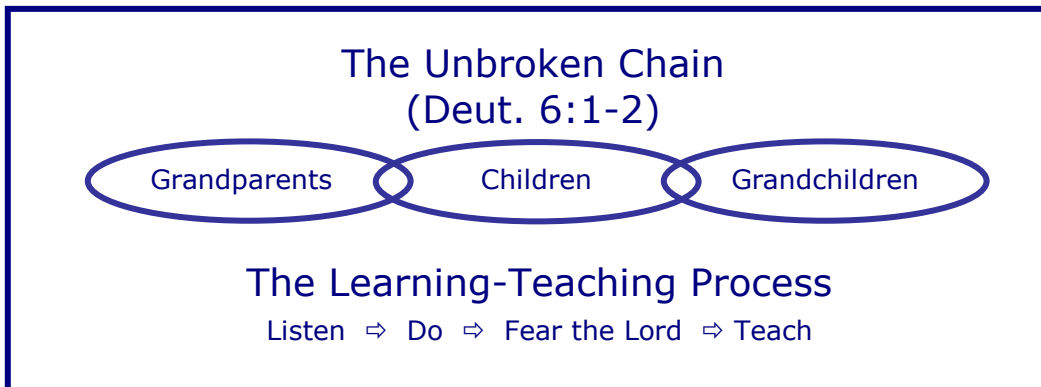 The Unbroken Chain
(Deut. 6:1-2)
Grandparents Children Grandchildren
The Learning-Teaching Process
Listen ⇨ Do ⇨ Fear the Lord ⇨ Teach